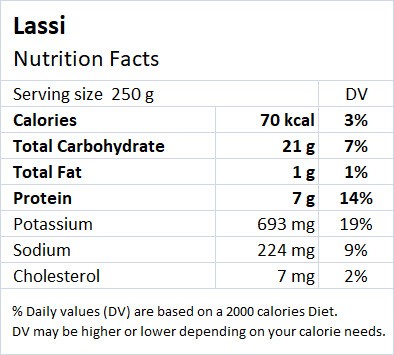 Lassi
Nutrition Facts
Serving size 250 g DV
Calories 70 kcal 3%
Total Carbohydrate 21 g 7%
Total Fat 1 g 1%
Protein 7 g 14%
Potassium 693 mg 19%
Sodium 224 mg 9%
Cholesterol 7 mg 2%
% Daily values (DV) are based on a 2000 calories Diet.
DV may be higher or lower depending on your calorie needs.